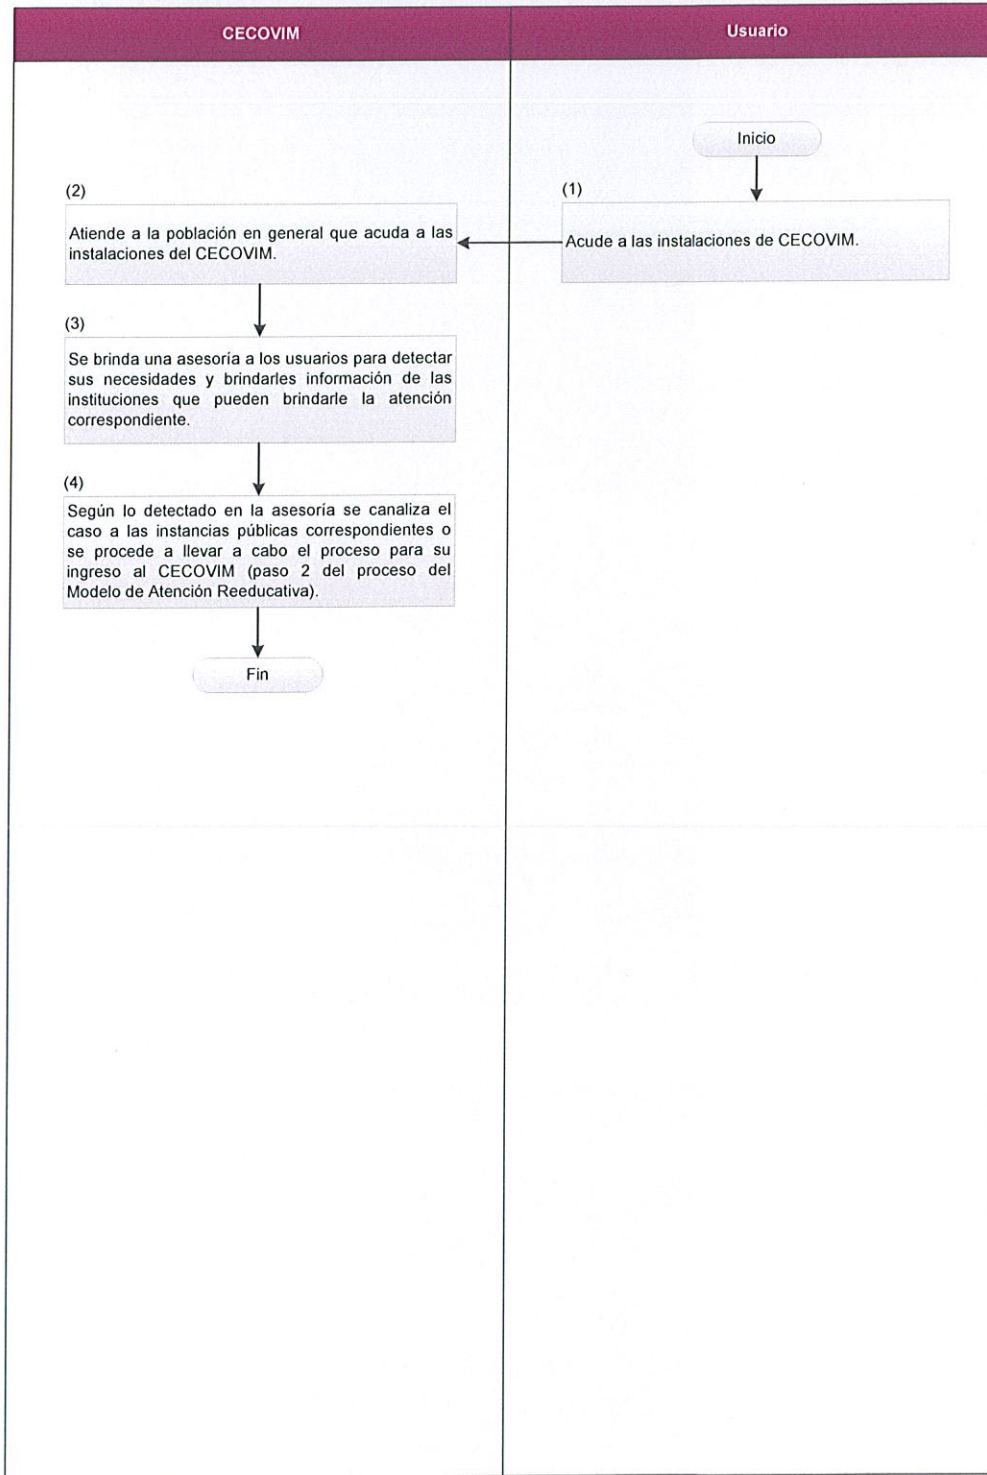 CECOVIM
Usuario
Inicio
(1)
Acude a las instalaciones de CECOVIM.
(2)
Atiende a la población en general que acuda a las
instalaciones del CECOVIM.
(3)
Se brinda una asesoría a los usuarios para detectar
sus necesidades y brindarles información de las
instituciones que pueden brindarle la atención
correspondiente.
(4)
Según lo detectado en la asesoría se canaliza el
caso a las instancias públicas correspondientes o
se procede a llevar a cabo el proceso para su
ingreso al CECOVIM (paso 2 del proceso del
Modelo de Atención Reeducativa).
Fin